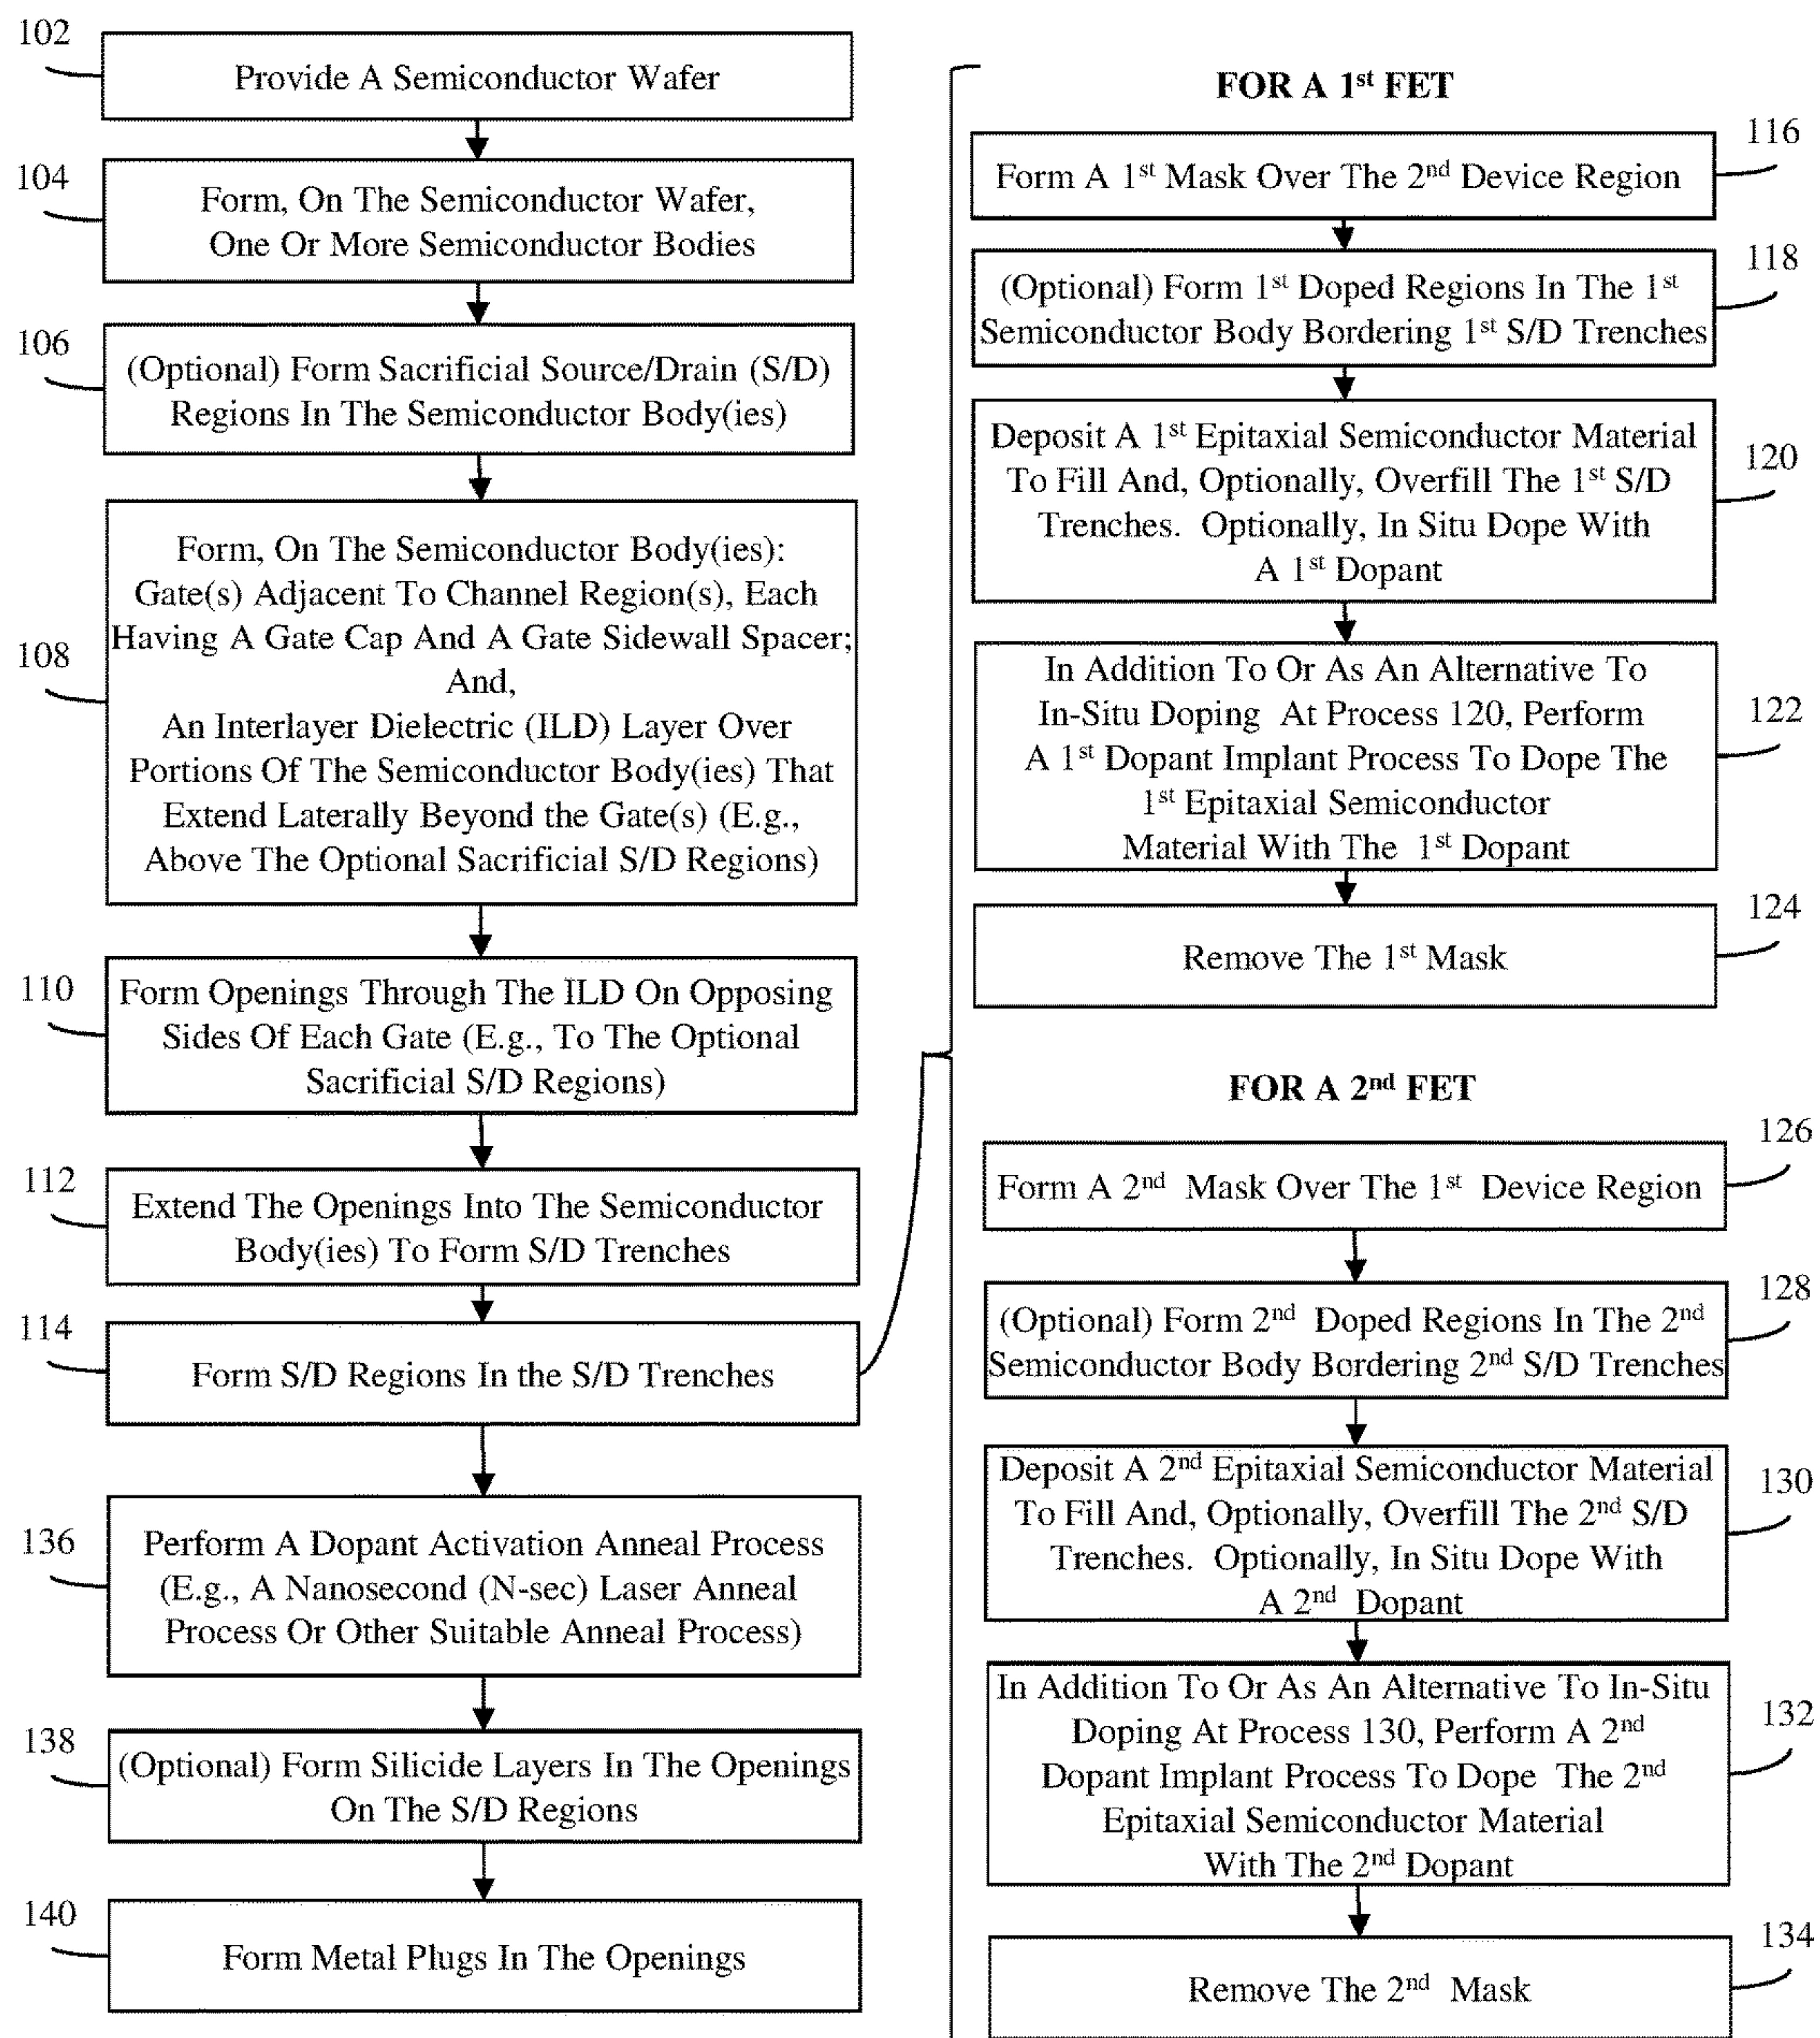 102
Provide A Semiconductor Wafer
104
Form, On The Semiconductor Wafer,
One Or More Semiconductor Bodies
106
(Optional) Form Sacrificial Source/Drain (S/D)
Regions In The Semiconductor Body(ies)
108
Form, On The Semiconductor Body(ies):
Gate(s) Adjacent To Channel Region(s), Each
Having A Gate Cap And A Gate Sidewall Spacer;
And,
An Interlayer Dielectric (ILD) Layer Over
Portions Of The Semiconductor Body(ies) That
Extend Laterally Beyond the Gate(s) (E.g.,
Above The Optional Sacrificial S/D Regions)
110
Form Openings Through The ILD On Opposing
Sides Of Each Gate (E.g., To The Optional
Sacrificial S/D Regions)
112
Extend The Openings Into The Semiconductor
Body(ies) To Form S/D Trenches
114
Form S/D Regions In the S/D Trenches
136
Perform A Dopant Activation Anneal Process
(E.g., A Nanosecond (N-sec) Laser Anneal
Process Or Other Suitable Anneal Process)
138
(Optional) Form Silicide Layers In The Openings
On The S/D Regions
140
Form Metal Plugs In The Openings
FOR A 1st FET
116
Form A 1st Mask Over The 2nd Device Region
118
(Optional) Form 1st Doped Regions In The 1st
Semiconductor Body Bordering 1st S/D Trenches
120
Deposit A 1st Epitaxial Semiconductor Material
To Fill And, Optionally, Overfill The 1st S/D
Trenches. Optionally, In Situ Dope With
A 1st Dopant
122
In Addition To Or As An Alternative To
In-Situ Doping At Process 120, Perform
A 1st Dopant Implant Process To Dope The
1st Epitaxial Semiconductor
Material With The 1st Dopant
124
Remove The 1st Mask
FOR A 2nd FET
126
Form A 2nd Mask Over The 1st Device Region
128
(Optional) Form 2nd Doped Regions In The 2nd
Semiconductor Body Bordering 2nd S/D Trenches
130
Deposit A 2nd Epitaxial Semiconductor Material
To Fill And, Optionally, Overfill The 2nd S/D
Trenches. Optionally, In Situ Dope With
A 2nd Dopant
132
In Addition To Or As An Alternative To In-Situ
Doping At Process 130, Perform A 2nd
Dopant Implant Process To Dope The 2nd
Epitaxial Semiconductor Material
With The 2nd Dopant
134
Remove The 2nd Mask